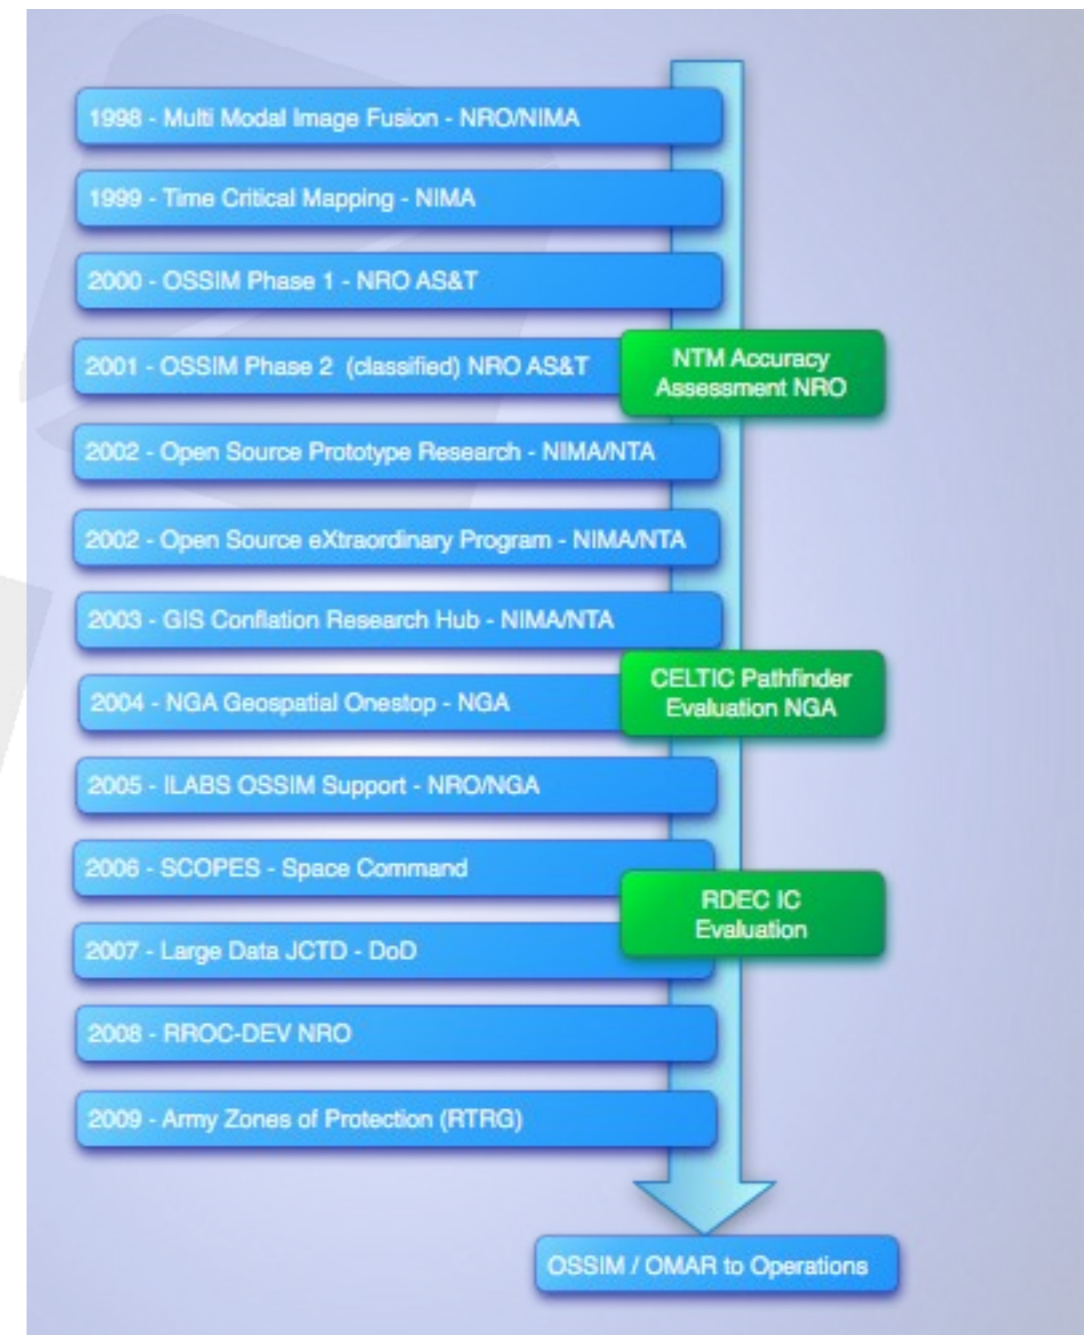 1998 - Multi Modal Image Fusion - NRO/NIMA
1999 - Time Critical Mapping - NIMA
2000 - OSSIM Phase 1 - NRO AS&T
2001 - OSSIM Phase 2 (classified) NRO AS&T
NTM Accuracy
Assessment NRO
2002 - Open Source Prototype Research - NIMA/NTA
2002 - Open Source eXtraordinary Program - NIMA/NTA
2003 - GIS Conflation Research Hub - NIMA/NTA
2004 - NGA Geospatial Onestop - NGA
CELTIC Pathfinder
Evaluation NGA
2005 - ILABS OSSIM Support - NRO/NGA
2006 - SCOPES - Space Command
RDEC IC
Evaluation
2007 - Large Data JCTD - DoD
2008 - RROC-DEV NRO
2009 - Army Zones of Protection (RTRG)
OSSIM / OMAR to Operations